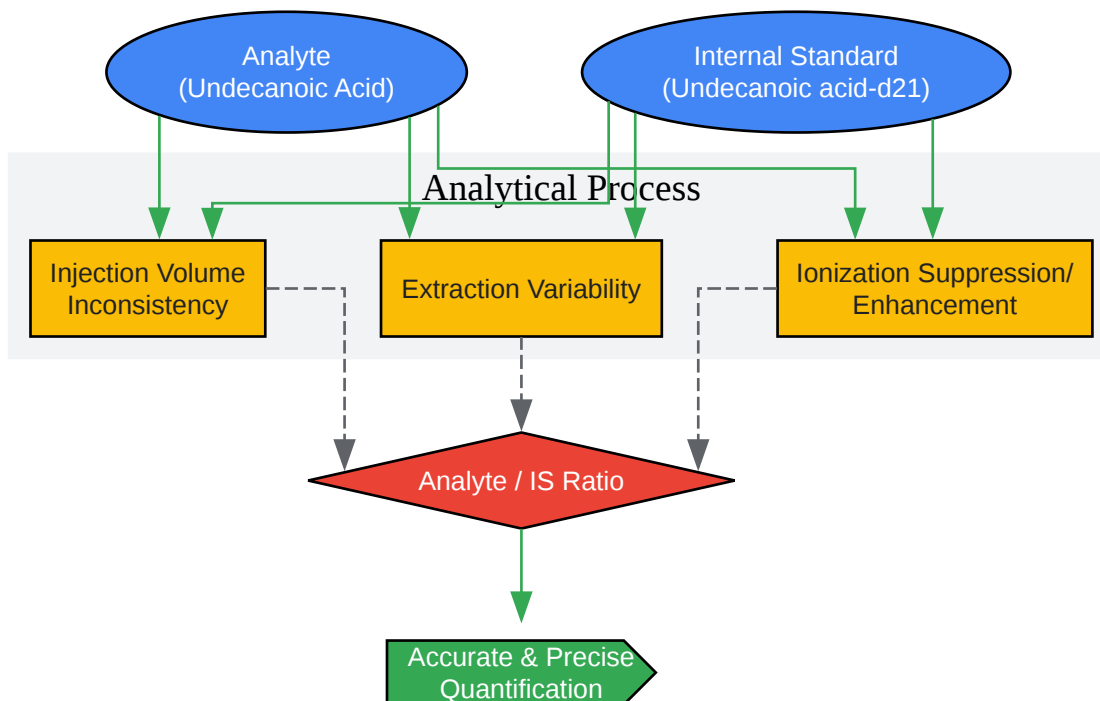 Analyte
(Undecanoic Acid)
Internal Standard
(Undecanoic acid-d21)
Analytical Process
Injection Volume
Inconsistency
Extraction Variability
Ionization Suppression/
Enhancement
Analyte / IS Ratio
Accurate & Precise
Quantification